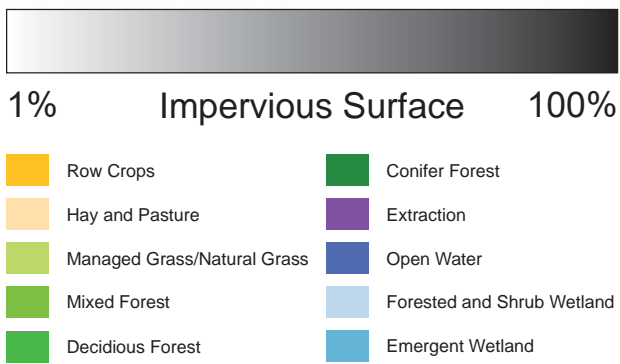 1% Impervious Surface 100%
Row Crops
Hay and Pasture
Managed Grass/Natural Grass
Mixed Forest
Decidious Forest
Conifer Forest
Extraction
Open Water
Forested and Shrub Wetland
Emergent Wetland